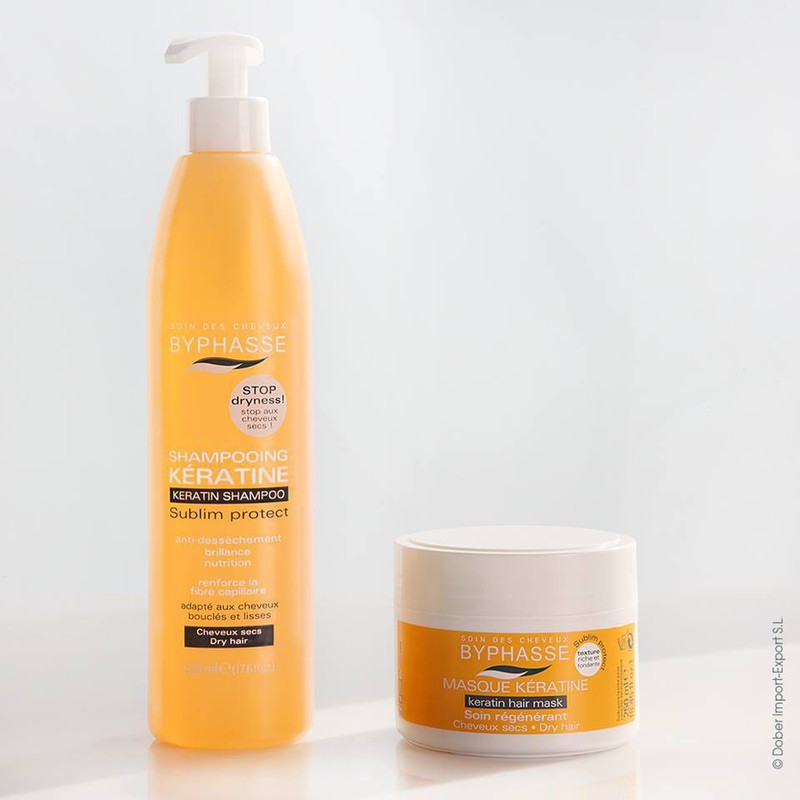 SOIN DES CHEVEUX
BYPHASSE
STOP
dryness!
stop aux
cheveux
secs !
SHAMPOOING
KÉRATINE
KERATIN SHAMPOO
Sublim protect
anti-dessèchement
brillance
nutrition
renforce la
fibre capillaire
adapté aux cheveux
bouclés et lisses
Cheveux secs
Dry hair
SOIN DES CHEVEUX
BYPHASSE
Sublim protect
texture
riche et
fondante
MASQUE KÉRATINE
keratin hair mask
Soin régénérant
Cheveux secs • Dry hair
250 ml e
© Dober Import-Export S.L